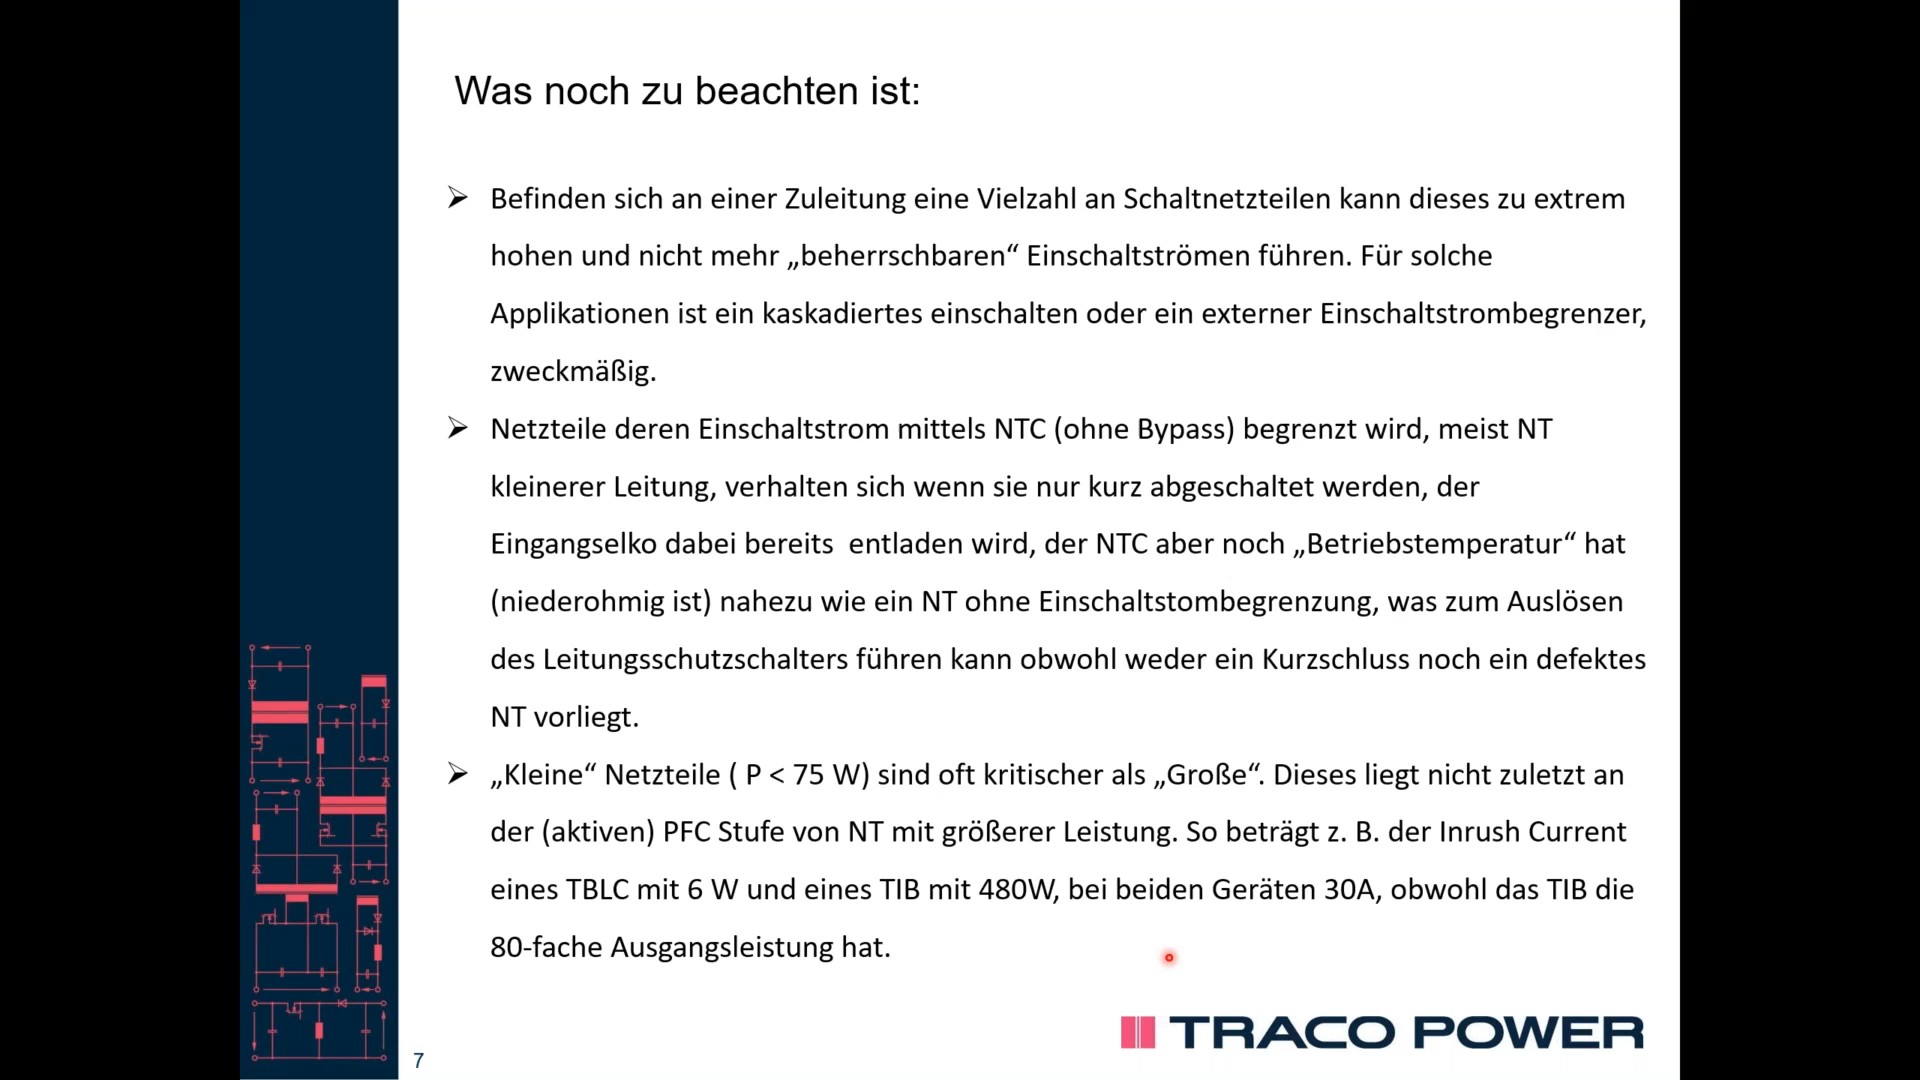 Was noch zu beachten ist:
➢ Befinden sich an einer Zuleitung eine Vielzahl an Schaltnetzteilen kann dieses zu extrem
hohen und nicht mehr „beherrschbaren“ Einschaltströmen führen. Für solche
Applikationen ist ein kaskadiertes einschalten oder ein externer Einschaltstrombegrenzer,
zweckmäßig.
➢ Netzteile deren Einschaltstrom mittels NTC (ohne Bypass) begrenzt wird, meist NT
kleinerer Leitung, verhalten sich wenn sie nur kurz abgeschaltet werden, der
Eingangselko dabei bereits  entladen wird, der NTC aber noch „Betriebstemperatur“ hat
(niederohmig ist) nahezu wie ein NT ohne Einschaltstombegrenzung, was zum Auslösen
des Leitungsschutzschalters führen kann obwohl weder ein Kurzschluss noch ein defektes
NT vorliegt.
➢ „Kleine“ Netzteile ( P < 75 W) sind oft kritischer als „Große“. Dieses liegt nicht zuletzt an
der (aktiven) PFC Stufe von NT mit größerer Leistung. So beträgt z. B. der Inrush Current
eines TBLC mit 6 W und eines TIB mit 480W, bei beiden Geräten 30A, obwohl das TIB die
80-fache Ausgangsleistung hat.
TRACO POWER
7